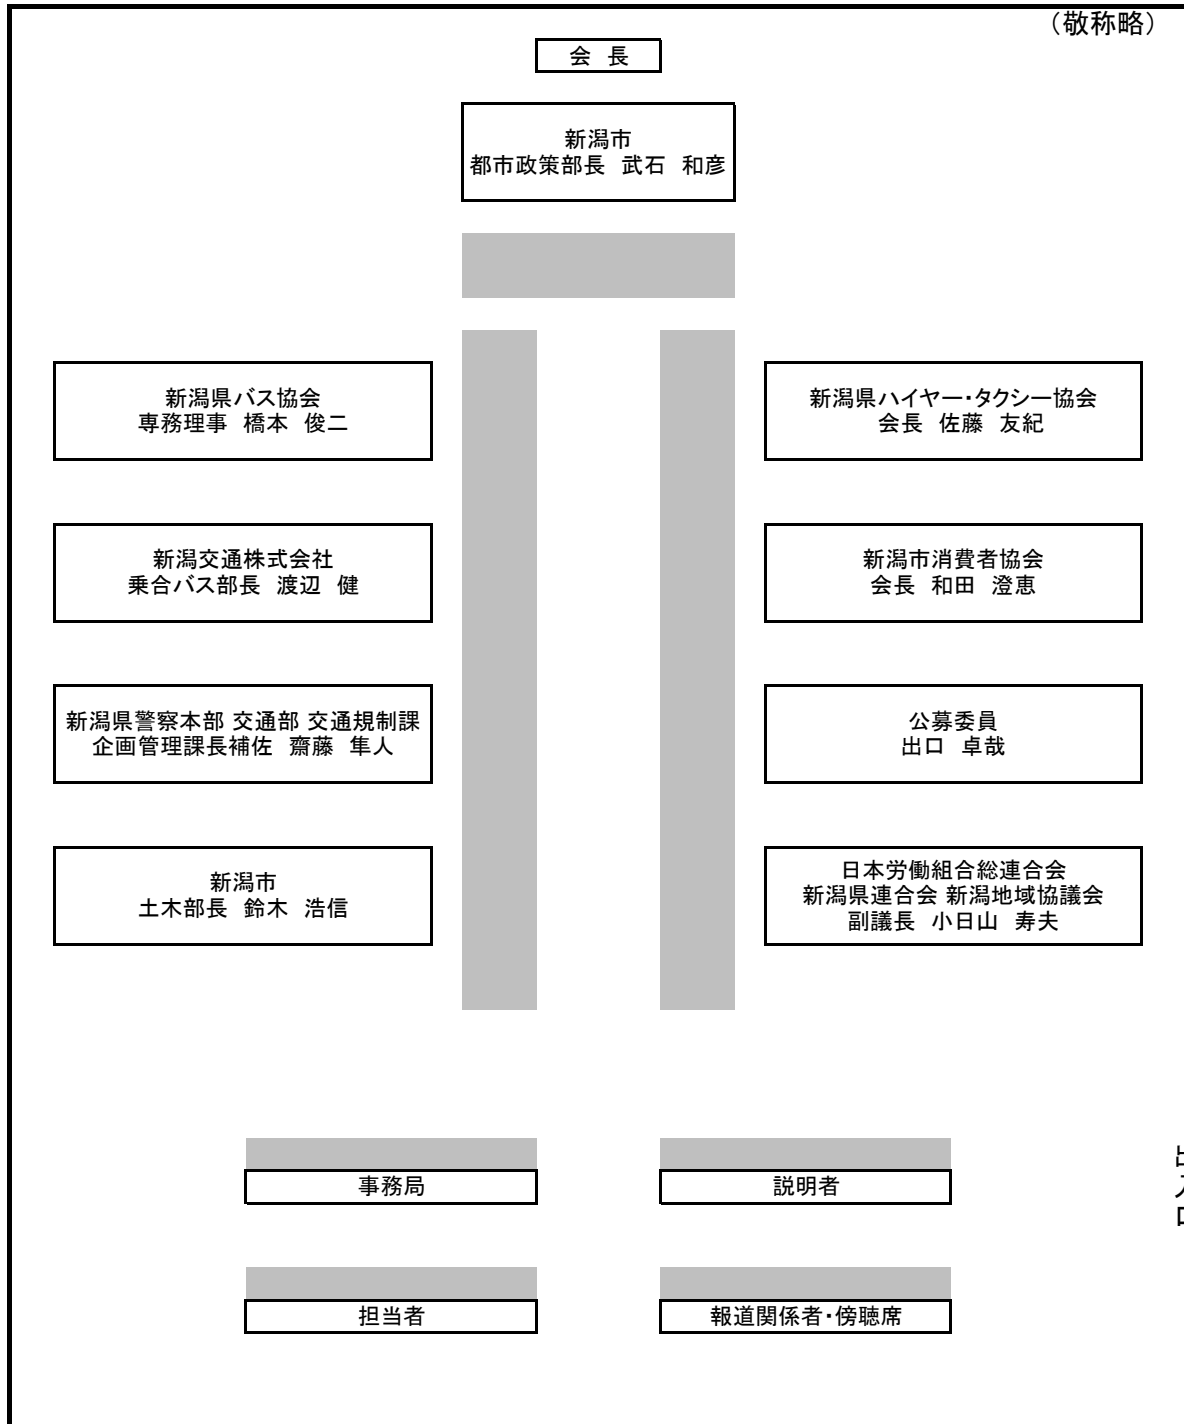 （敬称略）
会 長
新潟市
都市政策部長 武石 和彦
新潟県バス協会
専務理事 橋本 俊二
新潟県ハイヤー・タクシー協会
会長 佐藤 友紀
新潟交通株式会社
乗合バス部長 渡辺 健
新潟市消費者協会
会長 和田 澄恵
新潟県警察本部 交通部 交通規制課
企画管理課長補佐 齋藤 隼人
公募委員
出口 卓哉
新潟市
土木部長 鈴木 浩信
日本労働組合総連合会
新潟県連合会 新潟地域協議会
副議長 小日山 寿夫
出入口
事務局
説明者
担当者
報道関係者・傍聴席